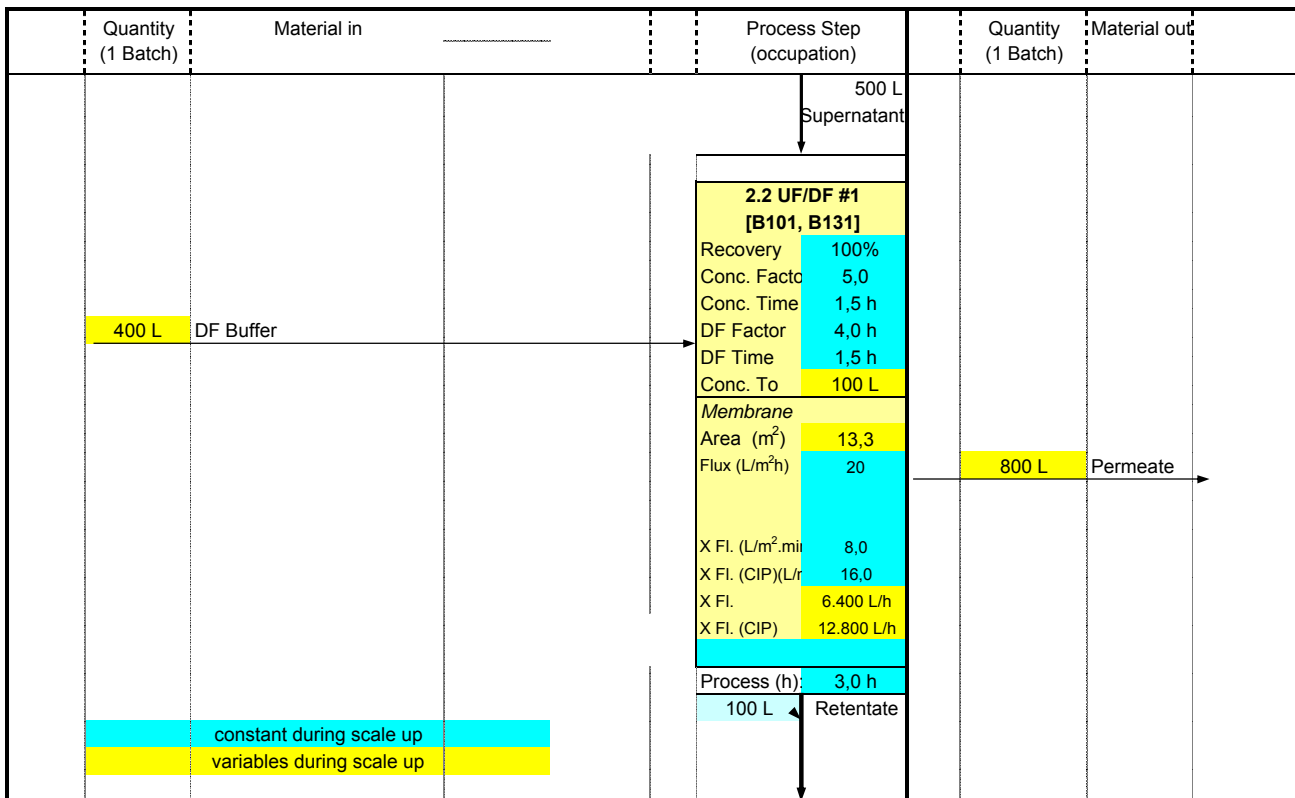 Quantity
(1 Batch)
Material in
Process Step
(occupation)
Quantity
(1 Batch)
Material out
500 L
Supernatant
2.2 UF/DF #1
[B101, B131]
Recovery 100%
Conc. Facto 5,0
Conc. Time 1,5 h
400 L DF Buffer
DF Factor 4,0 h
DF Time 1,5 h
Conc. To 100 L
Membrane
Area (m²) 13,3
Flux (L/m²h) 20
800 L Permeate
X Fl. (L/m².min 8,0
X Fl. (CIP)(L/r 16,0
X Fl. 6.400 L/h
X Fl. (CIP) 12.800 L/h
Process (h): 3,0 h
100 L Retentate
constant during scale up
variables during scale up